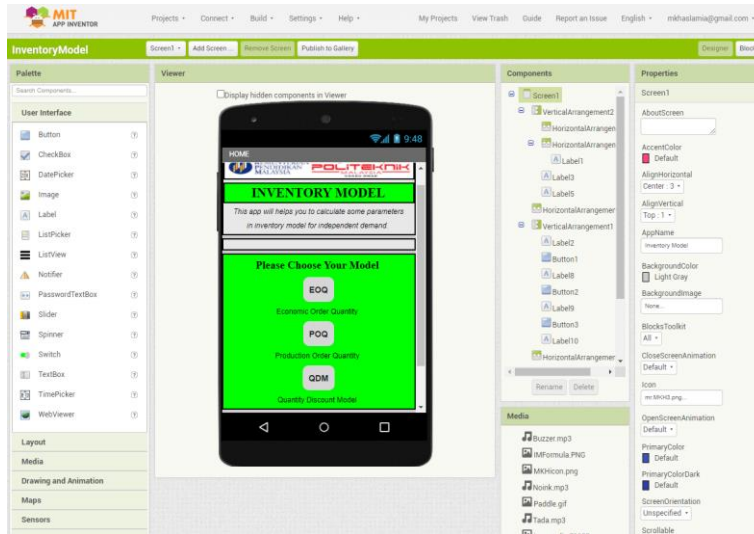 MIT
APP INVENTOR
Projects
Connect
Build
Settings
Help
My Projects
View Trash
Guide
Report an Issue
English
mkhaslamia@gmail.com
InventoryModel
Screen1
Add Screen ...
Remove Screen
Publish to Gallery
Designer
Palette
Search Components...
User Interface
Button
CheckBox
DatePicker
Image
Label
ListPicker
ListView
Notifier
PasswordTextBox
Slider
Spinner
Switch
TextBox
TimePicker
WebViewer
Layout
Media
Drawing and Animation
Maps
Sensors
Viewer
Display hidden components in Viewer
9:48
HOME
PENDIDIKAN
MALAYSIA
POLITEKNIK
INVENTORY MODEL
This app will helps you to calculate some parameters
in inventory model for independent demand.
Please Choose Your Model
EOQ
Economic Order Quantity
POQ
Production Order Quantity
QDM
Quantity Discount Model
Components
Screen1
VerticalArrangement2
HorizontalArrangen
HorizontalArrangen
Label1
Label3
Label5
HorizontalArrangemer
VerticalArrangement1
Label2
Button1
Label8
Button2
Label9
Button3
Label10
HorizontalArrangemer
Rename
Delete
Media
Buzzer.mp3
IMFormula.PNG
MKHicon.png
Noink.mp3
Paddle.gif
Tada.mp3
Properties
Screen1
AboutScreen
AccentColor
Default
AlignHorizontal
Center : 3
AlignVertical
Top : 1
AppName
Inventory Model
BackgroundColor
Light Gray
BackgroundImage
None...
BlocksToolkit
All
CloseScreenAnimation
Default
Icon
OpenScreenAnimation
Default
PrimaryColor
Default
PrimaryColorDark
Default
ScreenOrientation
Unspecified
Scrollable